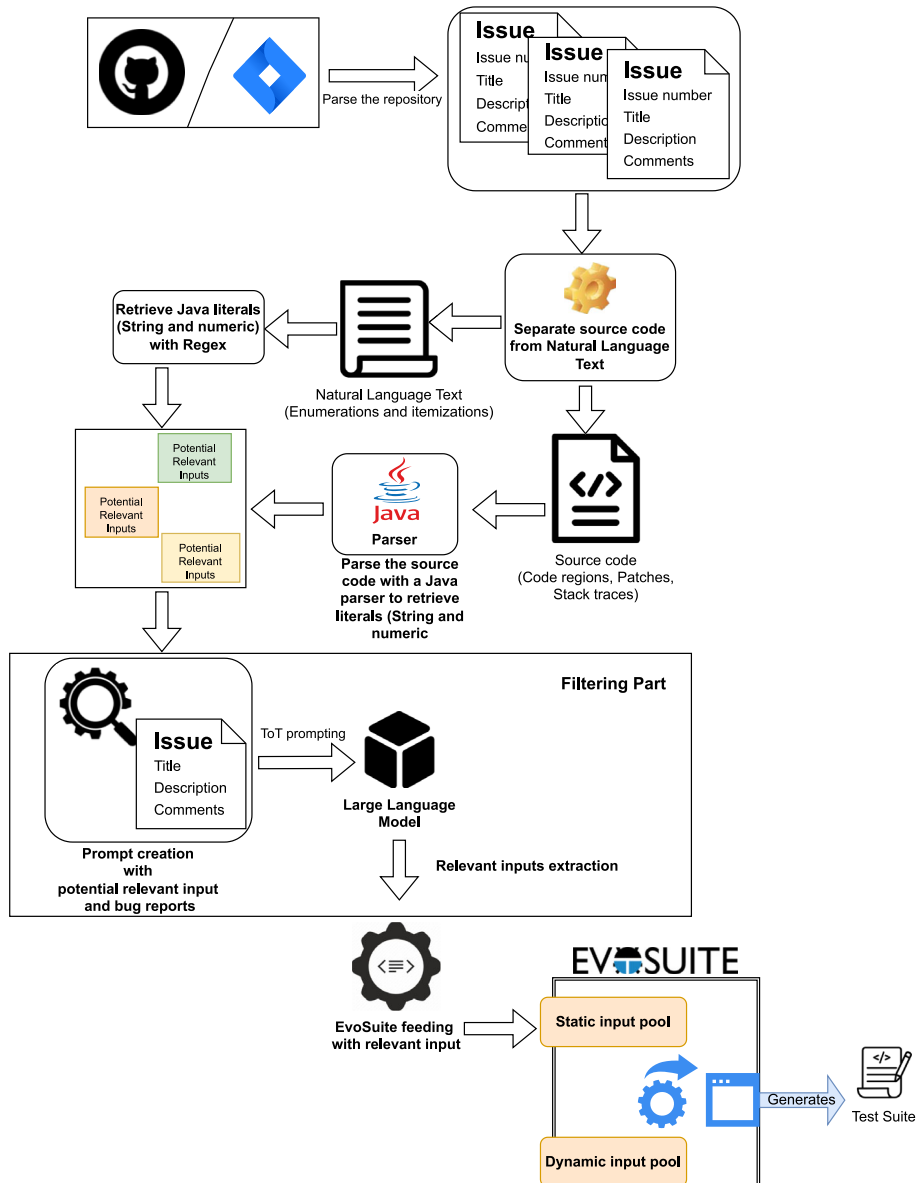 Parse the repository
Issue
Issue nu
Title
Descript
Comme
Issue
Issue num
Title
Descriptio
Comment
Issue
Issue number
Title
Description
Comments
Separate source code
from Natural Language
Text
Natural Language Text
(Enumerations and itemizations)
Retrieve Java literals
(String and numeric)
with Regex
Potential
Relevant
Inputs
Potential
Relevant
Inputs
Potential
Relevant
Inputs
Java
Parser
Parse the source
code with a Java
parser to retrieve
literals (String and
numeric
</>
Source code
(Code regions, Patches,
Stack traces)
Filtering Part
Issue
Title
Description
Comments
Prompt creation
with
potential relevant input
and bug reports
ToT prompting
Large Language
Model
Relevant inputs extraction
EvoSuite feeding
with relevant input
EVOSUITE
Static input pool
Dynamic input pool
Generates
</>
Test Suite